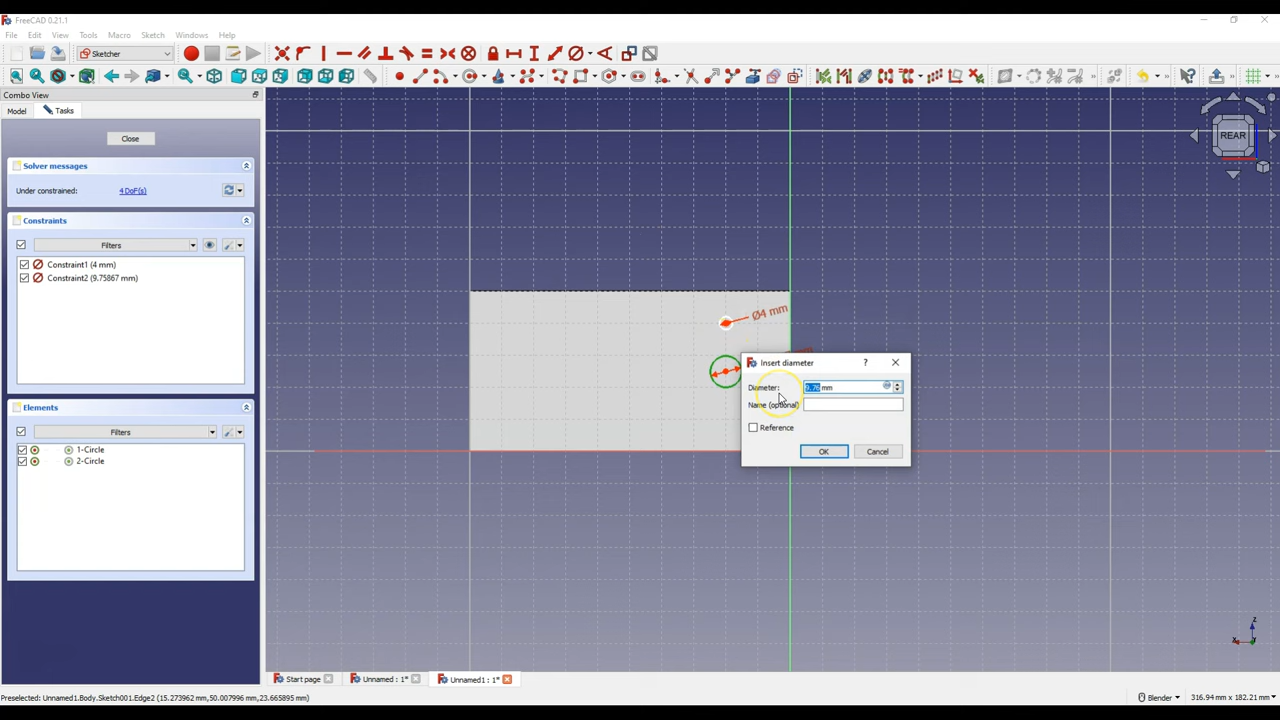 FreeCAD 0.21.1
File Edit View Tools Macro Sketch Windows Help
Sketcher
Combo View
Model Tasks
Close
Solver messages
Under constrained: 4 DoF(s)
Constraints
Filters
Constraint1 (4 mm)
Constraint2 (9.75867 mm)
Elements
Filters
1-Circle
2-Circle
REAR
Ø4 mm
Insert diameter
Diameter: 9.76 mm
Name (optional)
Reference
OK Cancel
Start page Unnamed : 1* Unnamed1 : 1*
Preselected: Unnamed1.Body.Sketch001.Edge2 (15.273962 mm,50.007996 mm,23.665895 mm)
Blender 316.94 mm x 182.21 mm